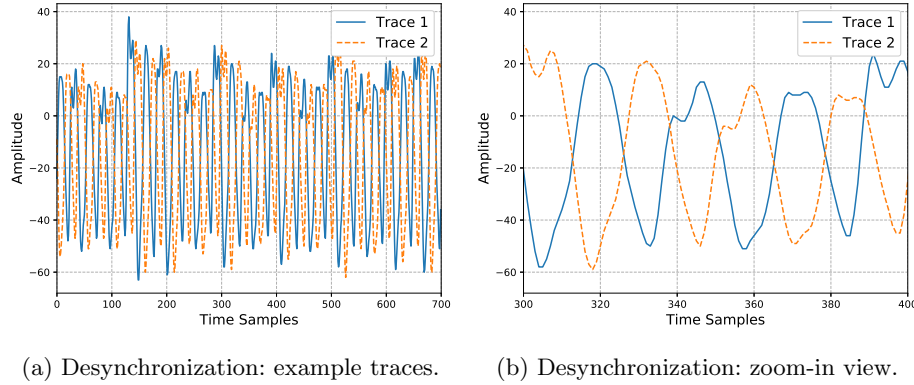 40
20
0
−20
−40
−60
Amplitude
0 100 200 300 400 500 600 700
Time Samples
Trace 1
Trace 2
(a) Desynchronization: example traces.
40
20
0
−20
−40
−60
Amplitude
300 320 340 360 380 400
Time Samples
Trace 1
Trace 2
(b) Desynchronization: zoom-in view.